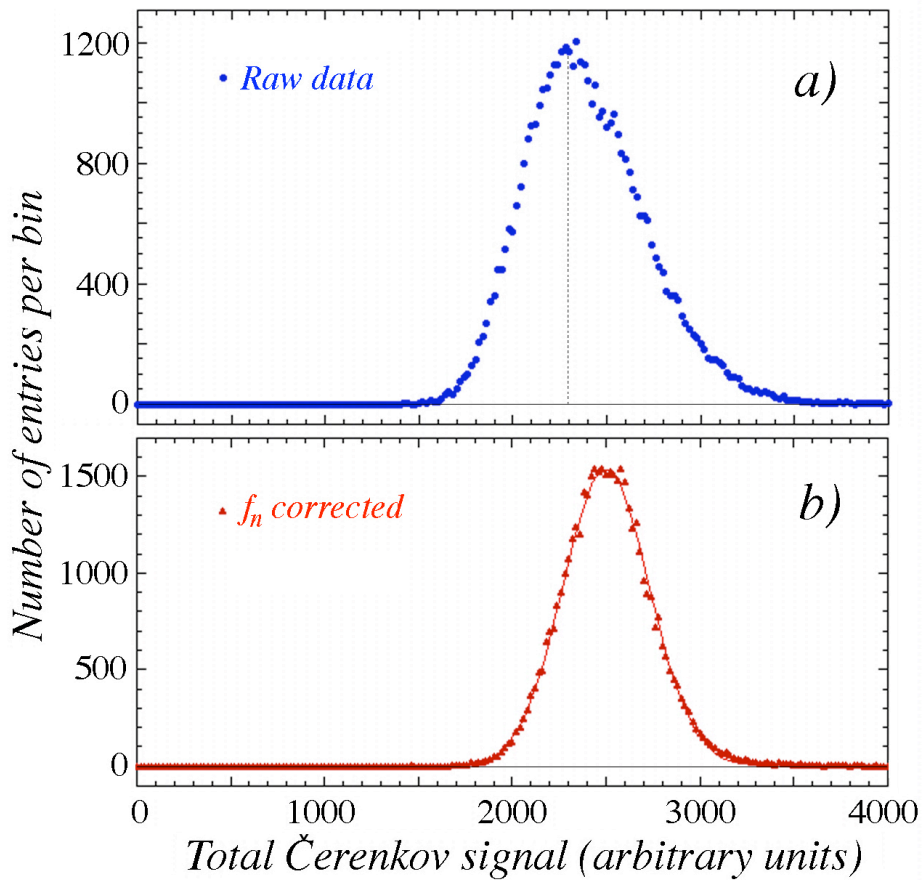 1200
800
400
0
Raw data
a)
Number of entries per bin
1500
1000
500
0
fn corrected
b)
0 1000 2000 3000 4000
Total Čerenkov signal (arbitrary units)